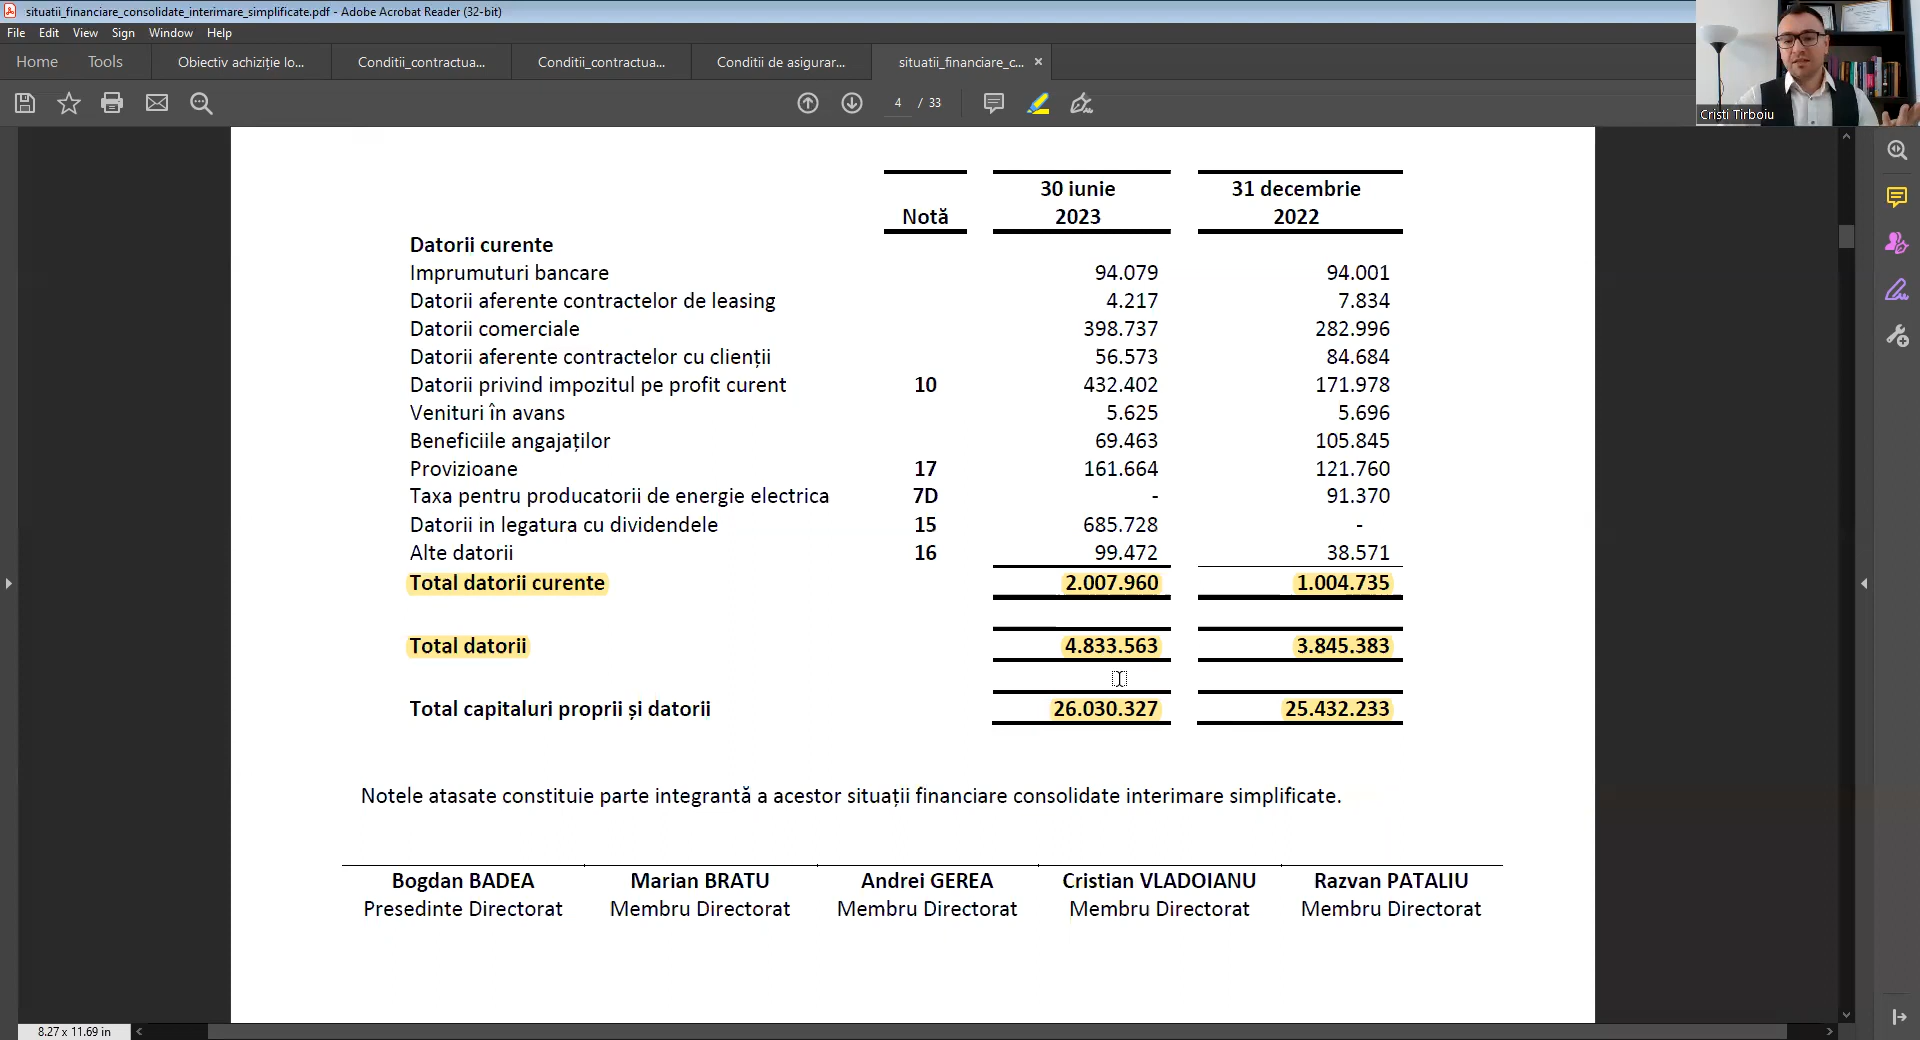 situatii_financiare_consolidate_interimare_simplificate.pdf - Adobe Acrobat Reader (32-bit)
File Edit View Sign Window Help
Home Tools Obiectiv achiziție lo... Conditii_contractua... Conditii_contractua... Conditii de asigurar... situatii_financiare_c... ×
4 / 33
Cristi Tirboiu
30 iunie 31 decembrie
Notă 2023 2022
Datorii curente
Imprumuturi bancare 94.079 94.001
Datorii aferente contractelor de leasing 4.217 7.834
Datorii comerciale 398.737 282.996
Datorii aferente contractelor cu clienții 56.573 84.684
Datorii privind impozitul pe profit curent 10 432.402 171.978
Venituri în avans 5.625 5.696
Beneficiile angajaților 69.463 105.845
Provizioane 17 161.664 121.760
Taxa pentru producatorii de energie electrica 7D - 91.370
Datorii in legatura cu dividendele 15 685.728 -
Alte datorii 16 99.472 38.571
Total datorii curente 2.007.960 1.004.735
Total datorii 4.833.563 3.845.383
Total capitaluri proprii și datorii 26.030.327 25.432.233
Notele atasate constituie parte integrantă a acestor situații financiare consolidate interimare simplificate.
Bogdan BADEA Marian BRATU Andrei GEREA Cristian VLADOIANU Razvan PATALIU
Presedinte Directorat Membru Directorat Membru Directorat Membru Directorat Membru Directorat
8.27 x 11.69 in